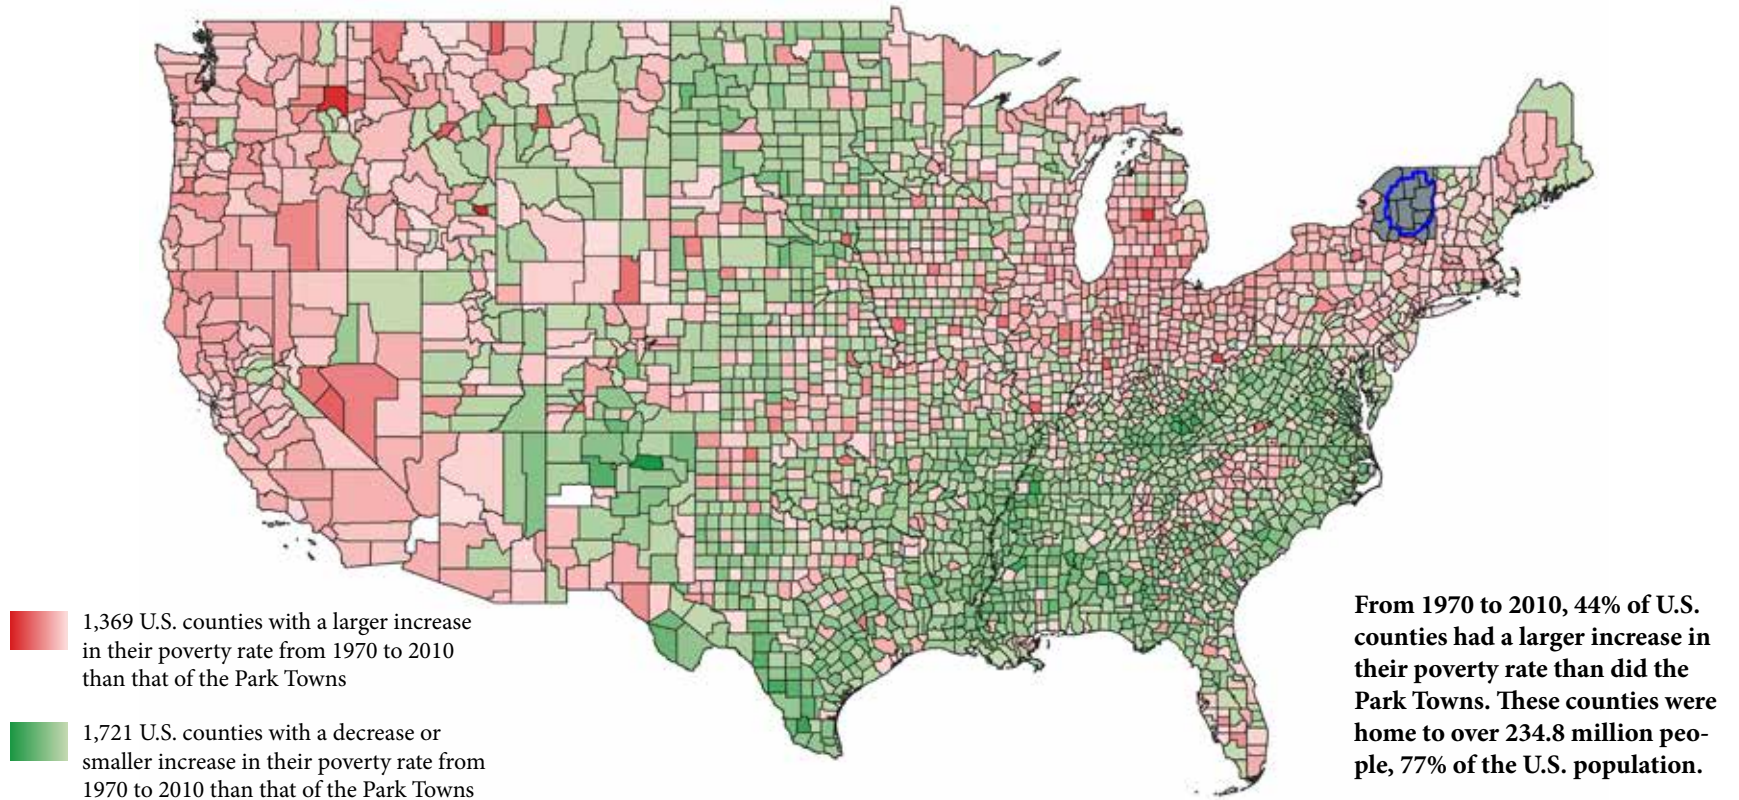 1,369 U.S. counties with a larger increase
in their poverty rate from 1970 to 2010
than that of the Park Towns
1,721 U.S. counties with a decrease or
smaller increase in their poverty rate from
1970 to 2010 than that of the Park Towns
From 1970 to 2010, 44% of U.S.
counties had a larger increase in
their poverty rate than did the
Park Towns. These counties were
home to over 234.8 million peo-
ple, 77% of the U.S. population.